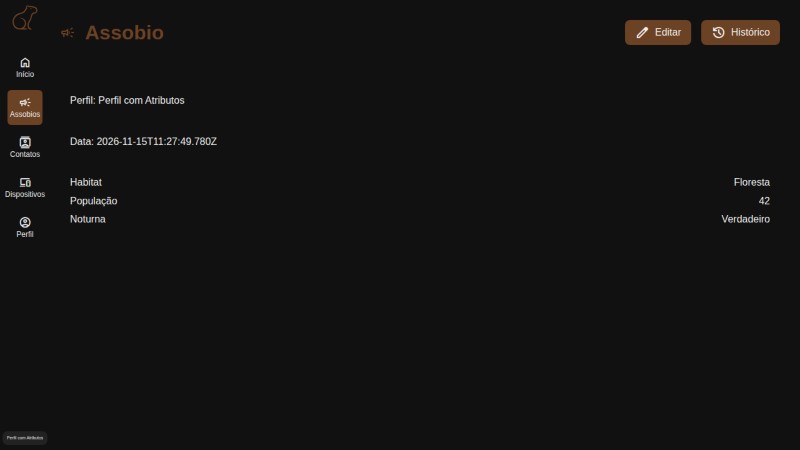 Assobio
Editar
Histórico
Início
Assobios
Contatos
Dispositivos
Perfil
Perfil: Perfil com Atributos
Data: 2026-11-15T11:27:49.780Z
Habitat Floresta
População 42
Noturna Verdadeiro
Perfil com Atributos